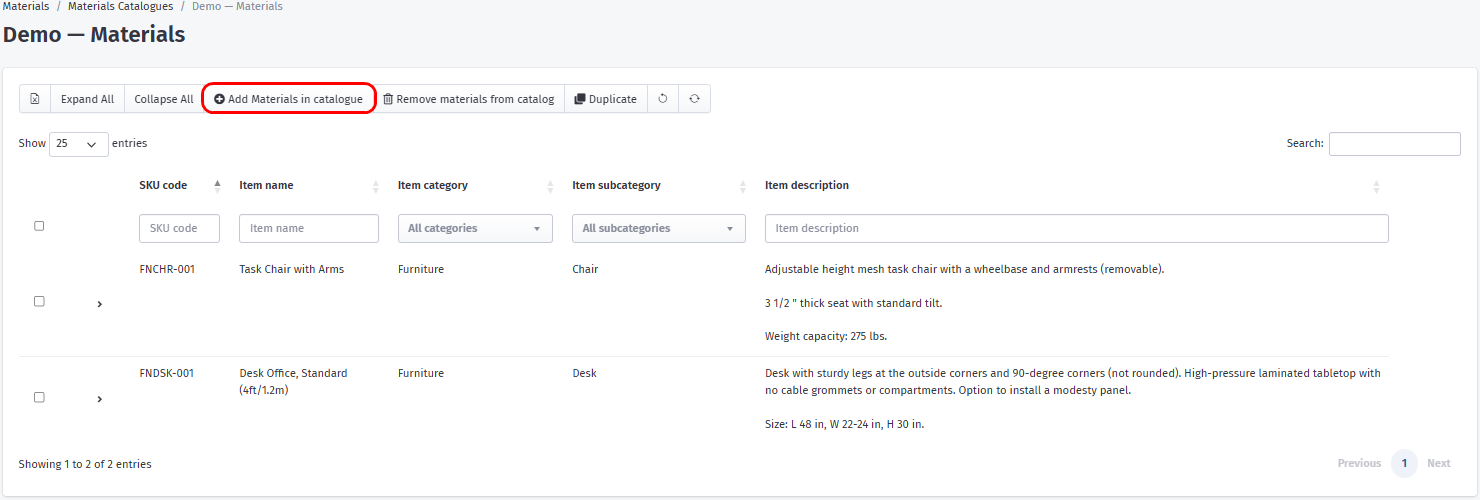 Materials / Materials Catalogues / Demo — Materials
Demo — Materials
Expand All Collapse All Add Materials in catalogue Remove materials from catalog Duplicate
Show 25 entries Search:
SKU code Item name Item category Item subcategory Item description
SKU code Item name All categories All subcategories Item description
FNCHR-001 Task Chair with Arms Furniture Chair Adjustable height mesh task chair with a wheelbase and armrests (removable).
3 1/2 " thick seat with standard tilt.
Weight capacity: 275 lbs.
FNDSK-001 Desk Office, Standard Furniture Desk Desk with sturdy legs at the outside corners and 90-degree corners (not rounded). High-pressure laminated tabletop with
(4ft/1.2m) no cable grommets or compartments. Option to install a modesty panel.
Size: L 48 in, W 22-24 in, H 30 in.
Showing 1 to 2 of 2 entries Previous 1 Next